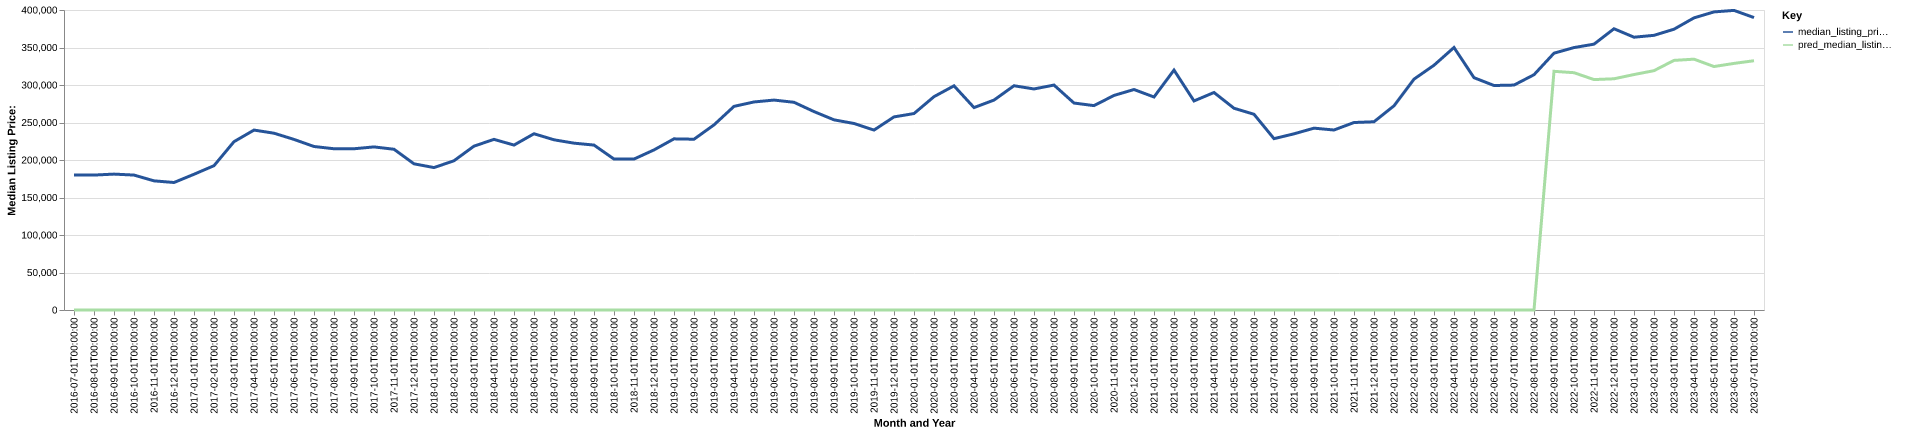 400,000
350,000
300,000
250,000
200,000
150,000
100,000
50,000
0
Median Listing Price:
2016-07-01T00:00:00
2016-08-01T00:00:00
2016-09-01T00:00:00
2016-10-01T00:00:00
2016-11-01T00:00:00
2016-12-01T00:00:00
2017-01-01T00:00:00
2017-02-01T00:00:00
2017-03-01T00:00:00
2017-04-01T00:00:00
2017-05-01T00:00:00
2017-06-01T00:00:00
2017-07-01T00:00:00
2017-08-01T00:00:00
2017-09-01T00:00:00
2017-10-01T00:00:00
2017-11-01T00:00:00
2017-12-01T00:00:00
2018-01-01T00:00:00
2018-02-01T00:00:00
2018-03-01T00:00:00
2018-04-01T00:00:00
2018-05-01T00:00:00
2018-06-01T00:00:00
2018-07-01T00:00:00
2018-08-01T00:00:00
2018-09-01T00:00:00
2018-10-01T00:00:00
2018-11-01T00:00:00
2018-12-01T00:00:00
2019-01-01T00:00:00
2019-02-01T00:00:00
2019-03-01T00:00:00
2019-04-01T00:00:00
2019-05-01T00:00:00
2019-06-01T00:00:00
2019-07-01T00:00:00
2019-08-01T00:00:00
2019-09-01T00:00:00
2019-10-01T00:00:00
2019-11-01T00:00:00
2019-12-01T00:00:00
2020-01-01T00:00:00
2020-02-01T00:00:00
2020-03-01T00:00:00
2020-04-01T00:00:00
2020-05-01T00:00:00
2020-06-01T00:00:00
2020-07-01T00:00:00
2020-08-01T00:00:00
2020-09-01T00:00:00
2020-10-01T00:00:00
2020-11-01T00:00:00
2020-12-01T00:00:00
2021-01-01T00:00:00
2021-02-01T00:00:00
2021-03-01T00:00:00
2021-04-01T00:00:00
2021-05-01T00:00:00
2021-06-01T00:00:00
2021-07-01T00:00:00
2021-08-01T00:00:00
2021-09-01T00:00:00
2021-10-01T00:00:00
2021-11-01T00:00:00
2021-12-01T00:00:00
2022-01-01T00:00:00
2022-02-01T00:00:00
2022-03-01T00:00:00
2022-04-01T00:00:00
2022-05-01T00:00:00
2022-06-01T00:00:00
2022-07-01T00:00:00
2022-08-01T00:00:00
2022-09-01T00:00:00
2022-10-01T00:00:00
2022-11-01T00:00:00
2022-12-01T00:00:00
2023-01-01T00:00:00
2023-02-01T00:00:00
2023-03-01T00:00:00
2023-04-01T00:00:00
2023-05-01T00:00:00
2023-06-01T00:00:00
2023-07-01T00:00:00
Month and Year
Key
median_listing_pri…
pred_median_listin…